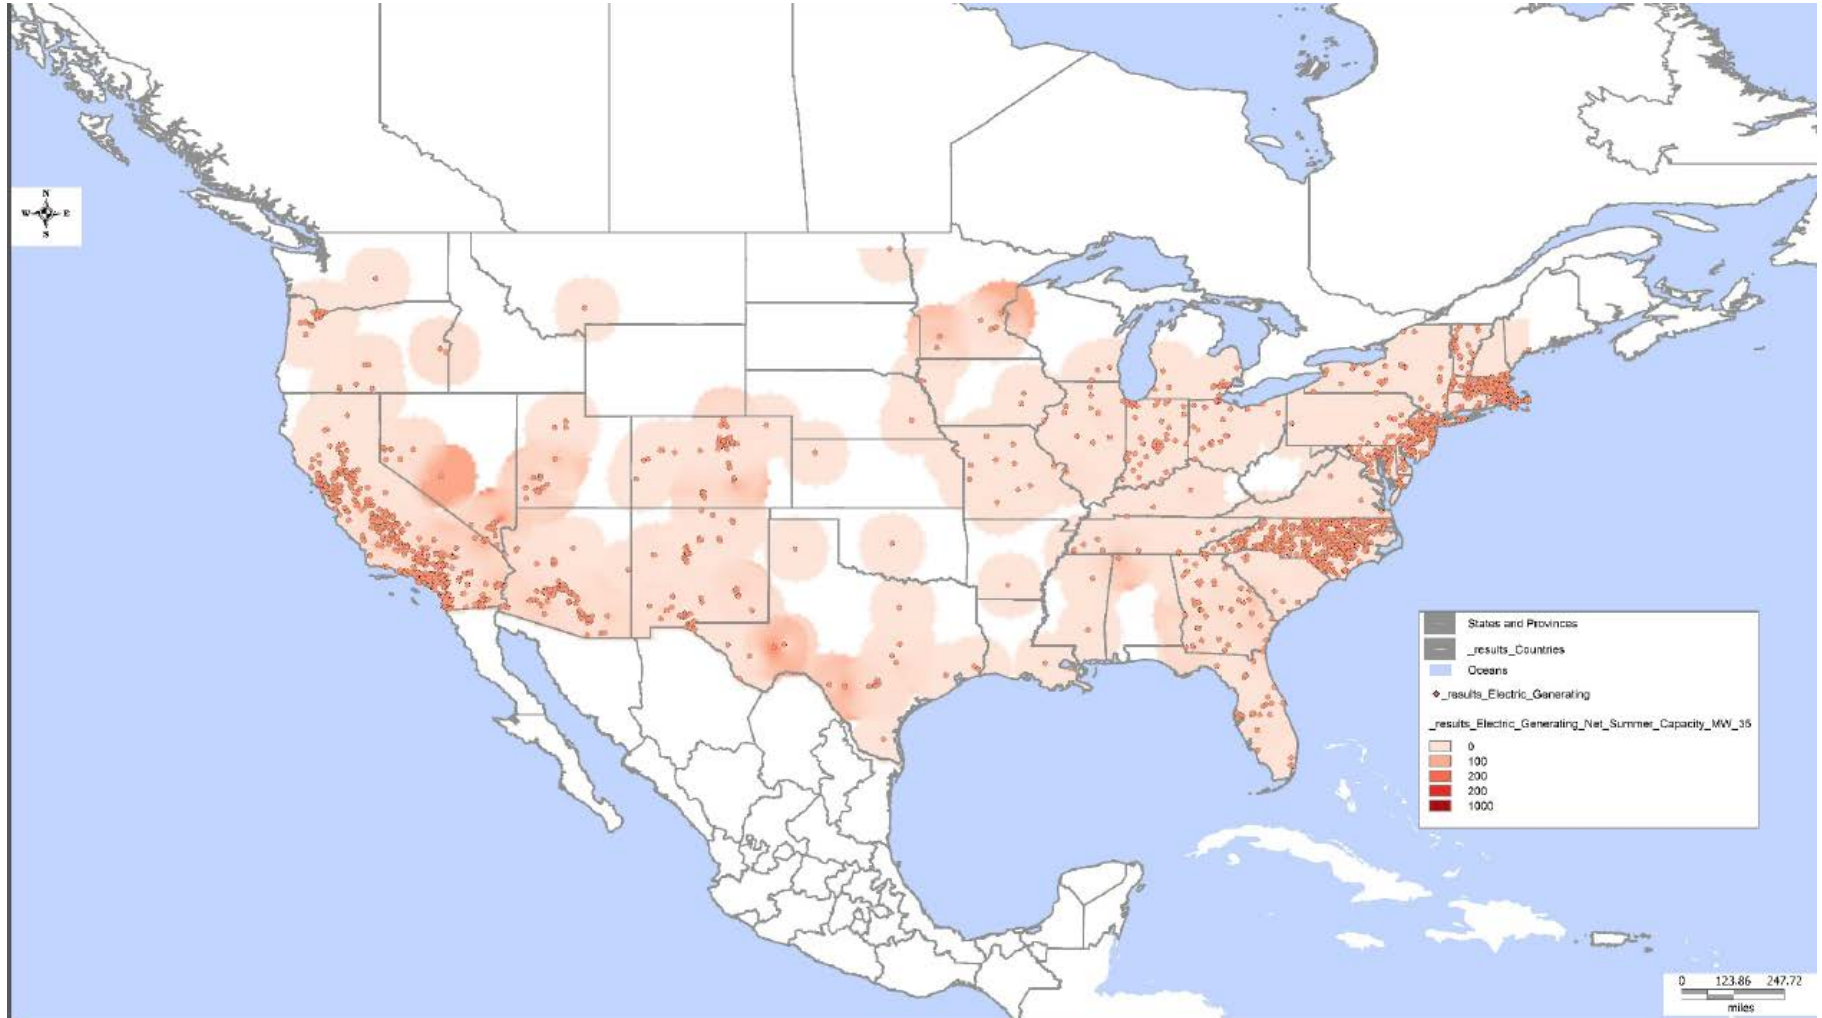 N
W E
S
States and Provinces
_results_Countries
Oceans
_results_Electric_Generating
_results_Electric_Generating_Net_Summer_Capacity_MW_35
0
100
200
200
1000
0 123.86 247.72
miles